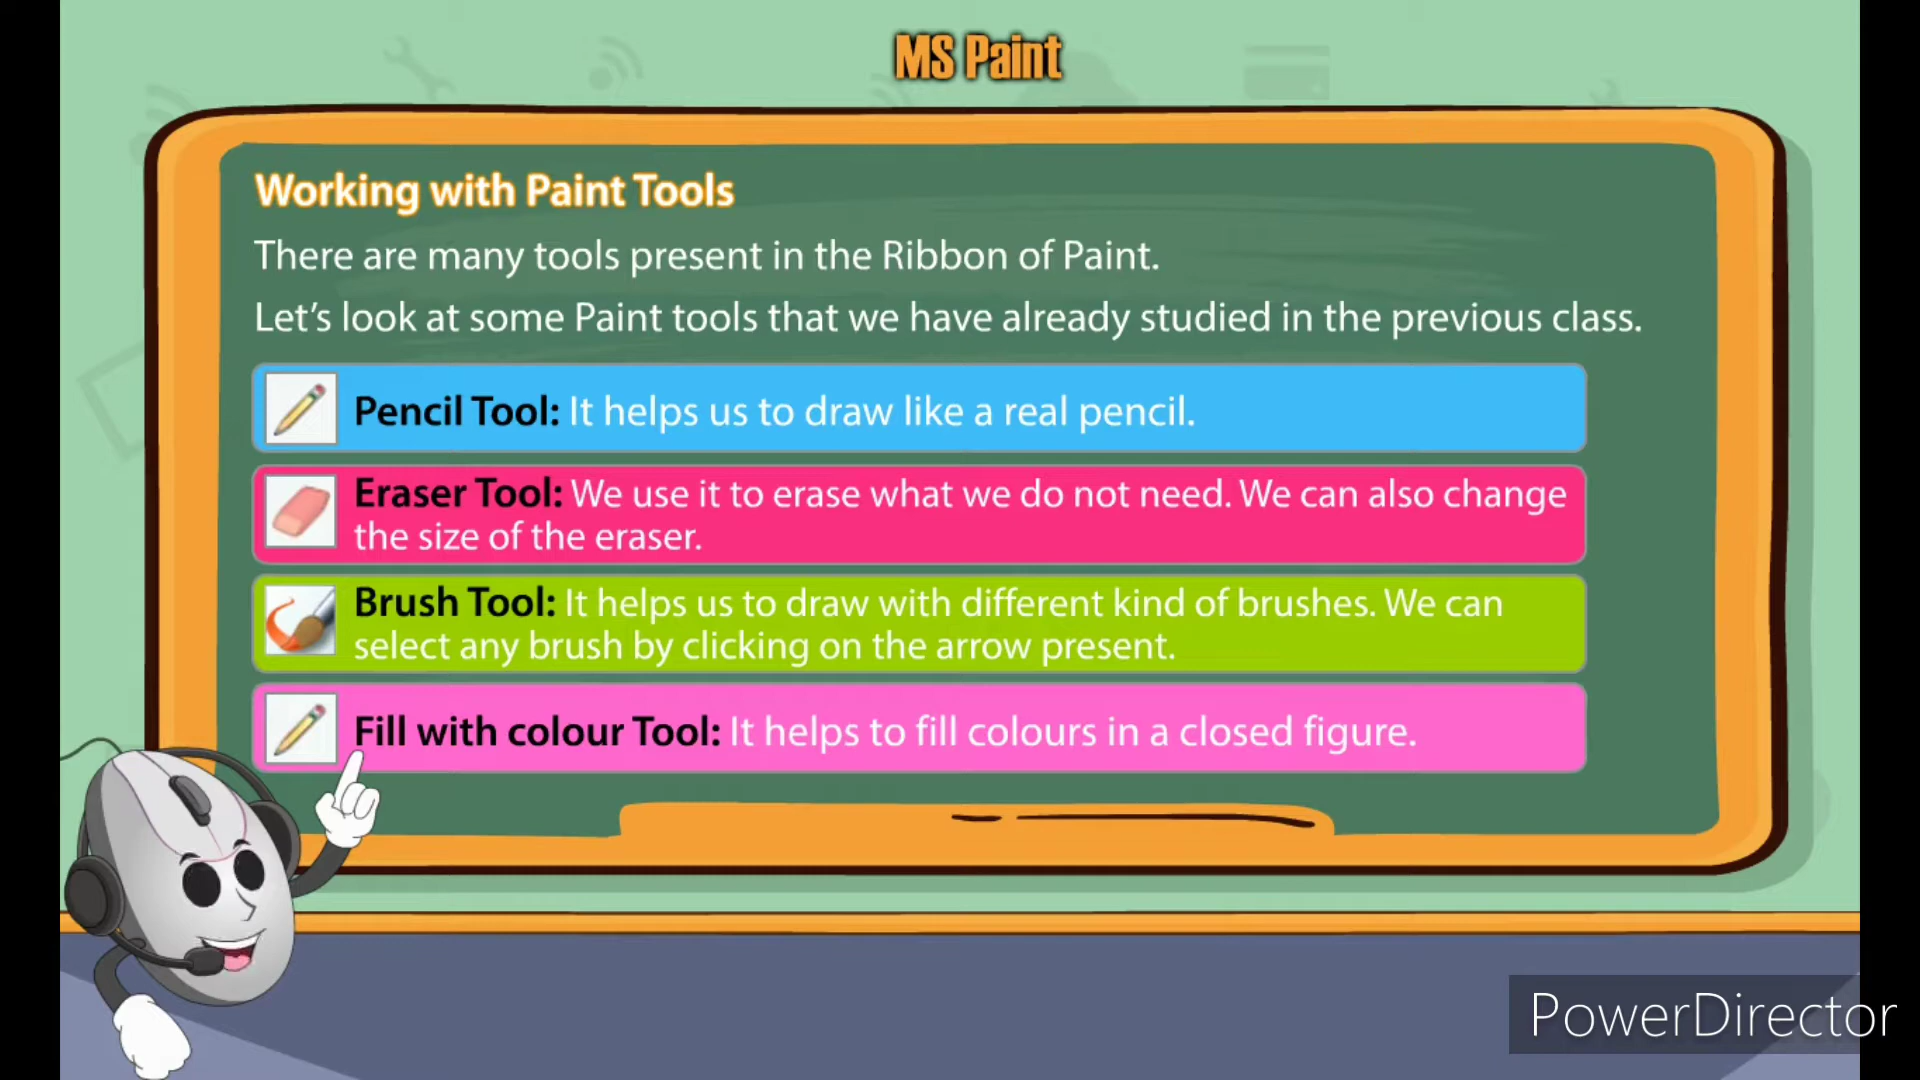 MS Paint
Working with Paint Tools
There are many tools present in the Ribbon of Paint.
Let's look at some Paint tools that we have already studied in the previous class.
Pencil Tool: It helps us to draw like a real pencil.
Eraser Tool: We use it to erase what we do not need. We can also change
the size of the eraser.
Brush Tool: It helps us to draw with different kind of brushes. We can
select any brush by clicking on the arrow present.
Fill with colour Tool: It helps to fill colours in a closed figure.
PowerDirector